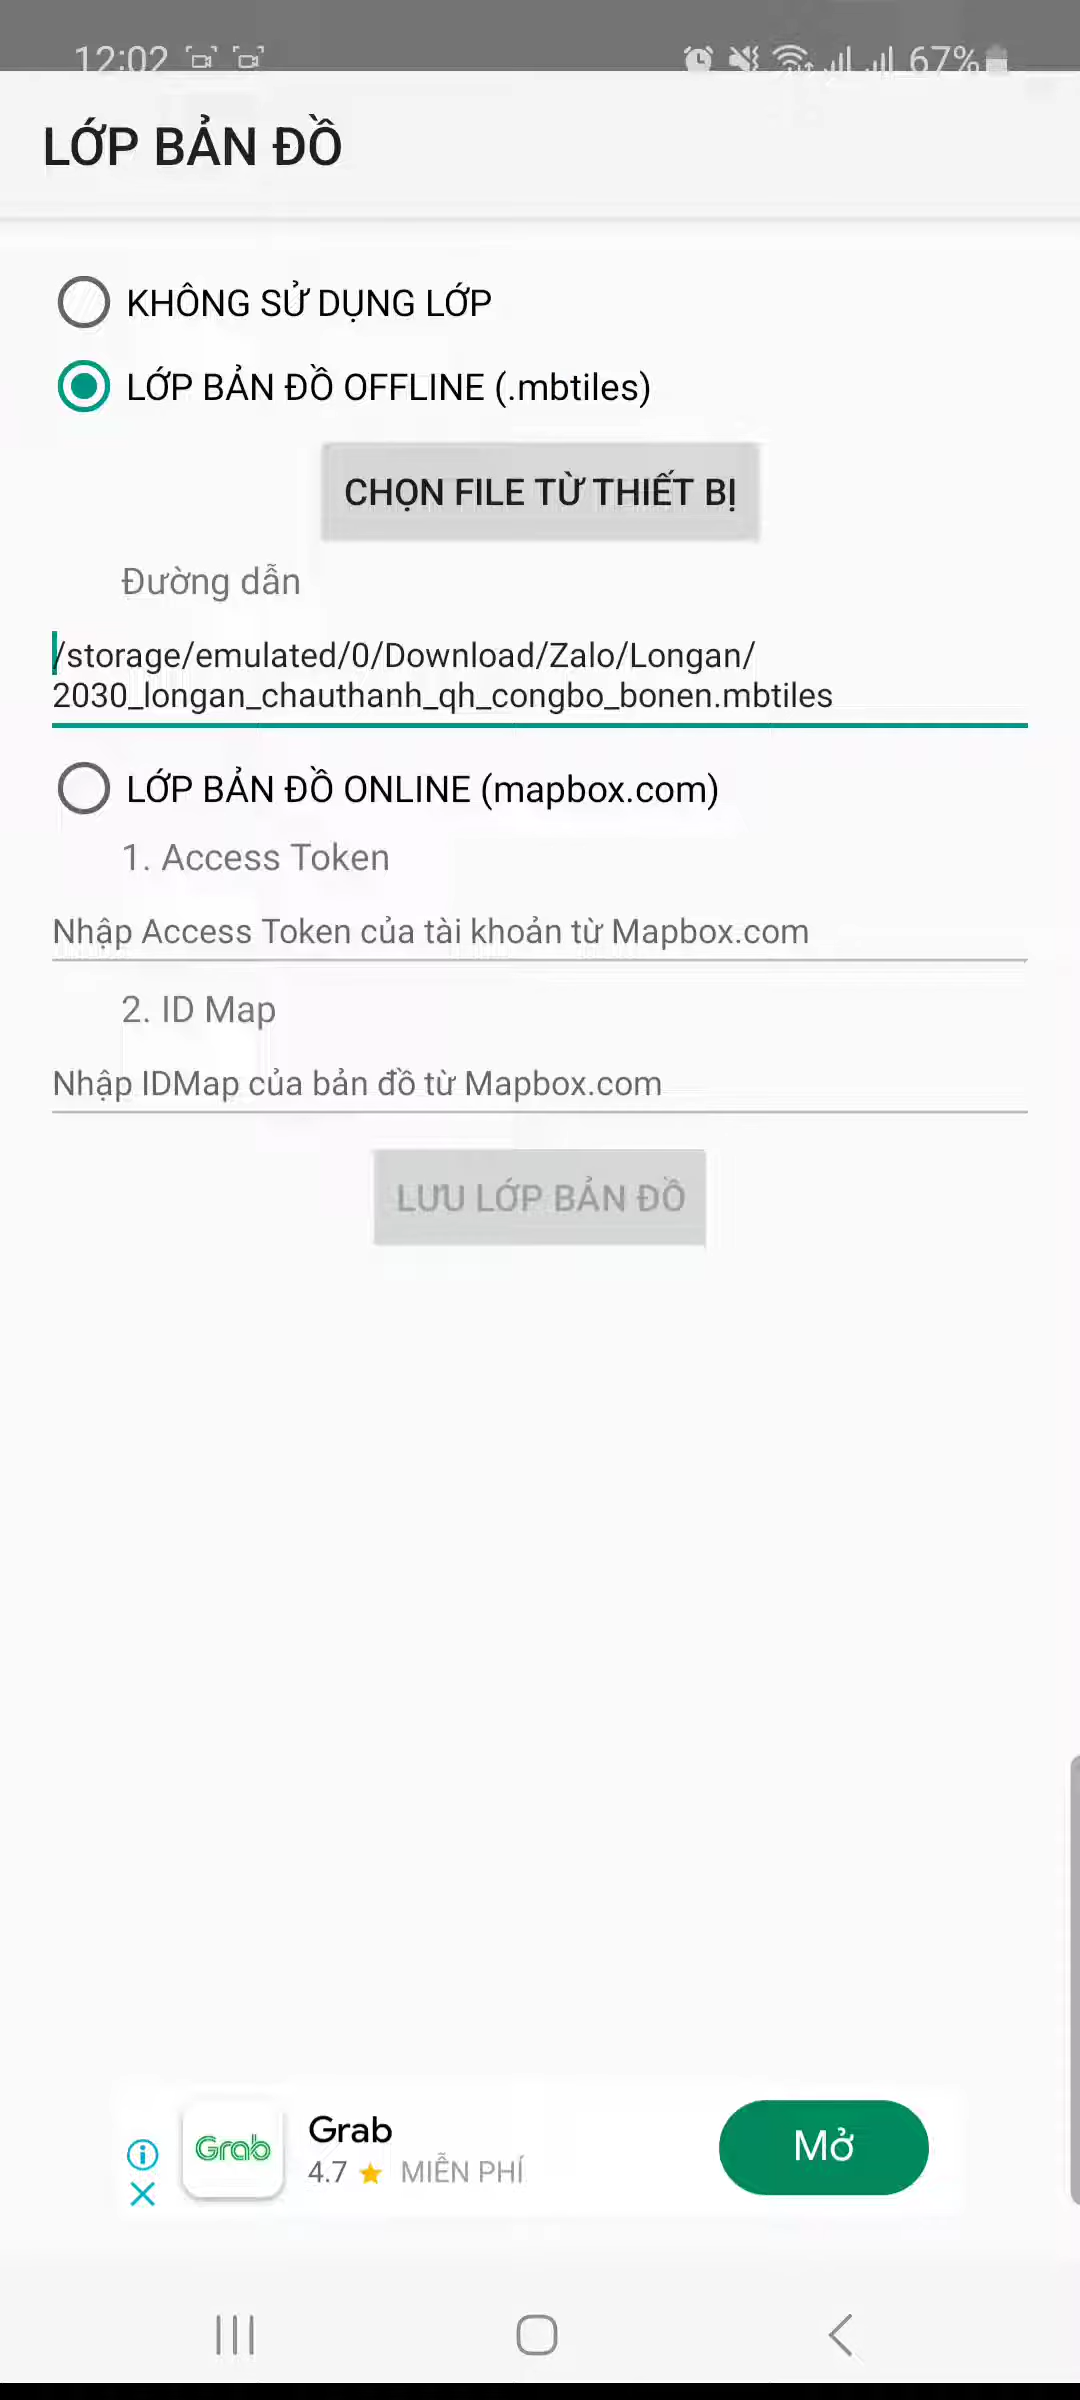 12:02
67%
LỚP BẢN ĐỒ
KHÔNG SỬ DỤNG LỚP
LỚP BẢN ĐỒ OFFLINE (.mbtiles)
CHỌN FILE TỪ THIẾT BỊ
Đường dẫn
/storage/emulated/0/Download/Zalo/Longan/
2030_longan_chauthanh_qh_congbo_bonen.mbtiles
LỚP BẢN ĐỒ ONLINE (mapbox.com)
1. Access Token
Nhập Access Token của tài khoản từ Mapbox.com
2. ID Map
Nhập IDMap của bản đồ từ Mapbox.com
LƯU LỚP BẢN ĐỒ
Grab
Grab
4.7 ★ MIỄN PHÍ
Mở